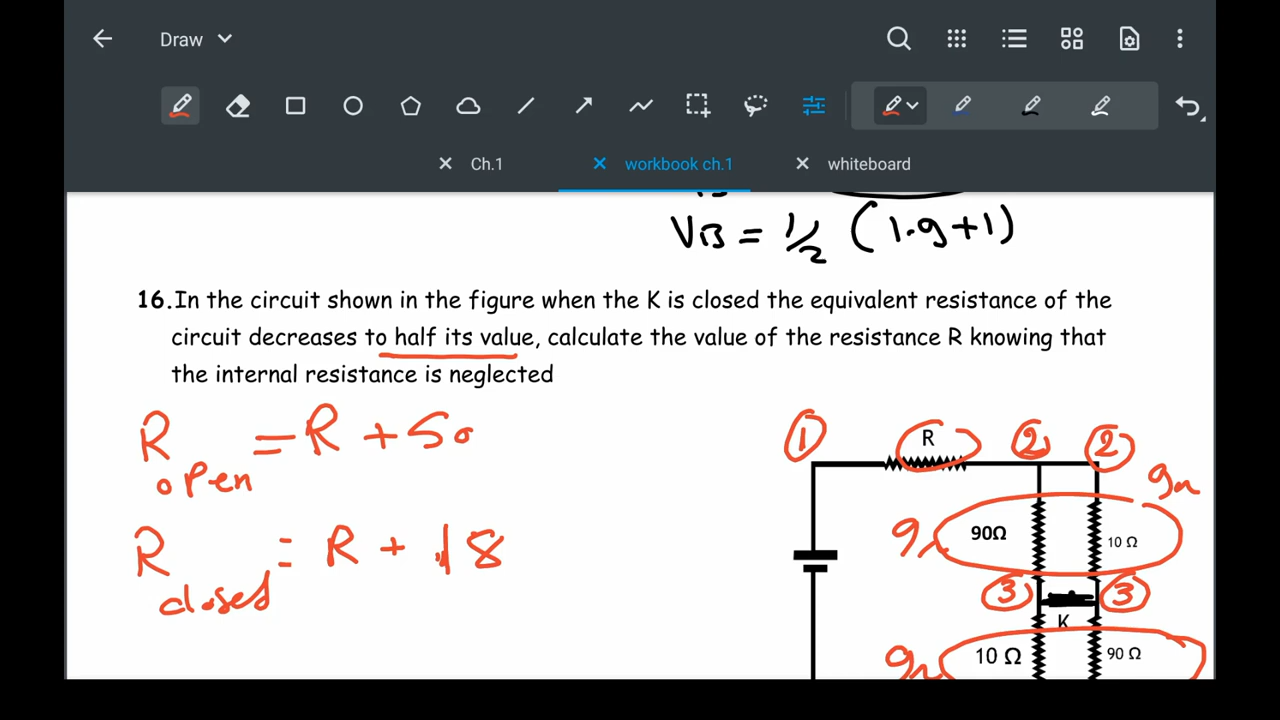 Draw
Ch.1
workbook ch.1
whiteboard
VB = 1/2 (1.9+1)
16.In the circuit shown in the figure when the K is closed the equivalent resistance of the
circuit decreases to half its value, calculate the value of the resistance R knowing that
the internal resistance is neglected
R open = R + 50
R closed = R + 18
1
R
2
2
9Ω
9
90Ω
10 Ω
3
3
K
9Ω
10 Ω
90 Ω